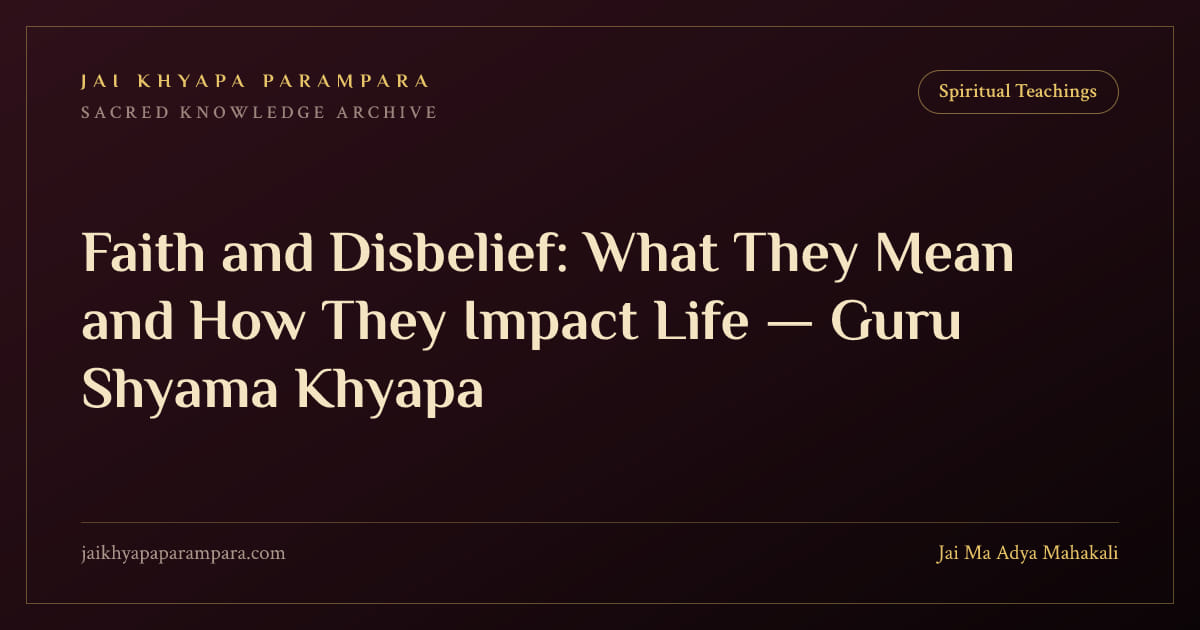 JAI KHYAPA PARAMPARA
SACRED KNOWLEDGE ARCHIVE
Spiritual Teachings
Faith and Disbelief: What They Mean
and How They Impact Life — Guru
Shyama Khyapa
jaikhyapaparampara.com
Jai Ma Adya Mahakali